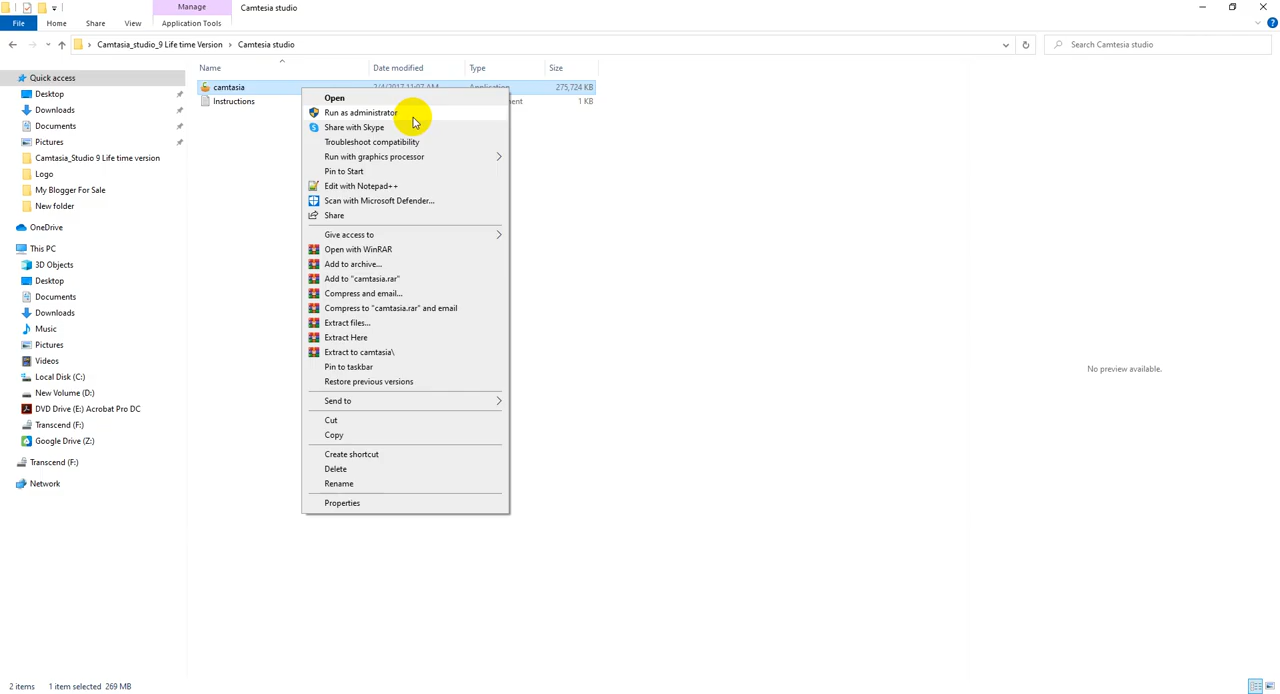 Manage
Camtesia studio
File
Home
Share
View
Application Tools
Camtasia_studio_9 Life time Version
Camtesia studio
Search Camtesia studio
Name
Date modified
Type
Size
Quick access
Desktop
Downloads
Documents
Pictures
Camtasia_Studio 9 Life time version
Logo
My Blogger For Sale
New folder
OneDrive
This PC
3D Objects
Desktop
Documents
Downloads
Music
Pictures
Videos
Local Disk (C:)
New Volume (D:)
DVD Drive (E:) Acrobat Pro DC
Transcend (F:)
Google Drive (Z:)
Transcend (F:)
Network
camtasia
275,724 KB
Instructions
1 KB
Open
Run as administrator
Share with Skype
Troubleshoot compatibility
Run with graphics processor
Pin to Start
Edit with Notepad++
Scan with Microsoft Defender...
Share
Give access to
Open with WinRAR
Add to archive...
Add to "camtasia.rar"
Compress and email...
Compress to "camtasia.rar" and email
Extract files...
Extract Here
Extract to camtasia\
Pin to taskbar
Restore previous versions
Send to
Cut
Copy
Create shortcut
Delete
Rename
Properties
No preview available.
2 items
1 item selected 269 MB